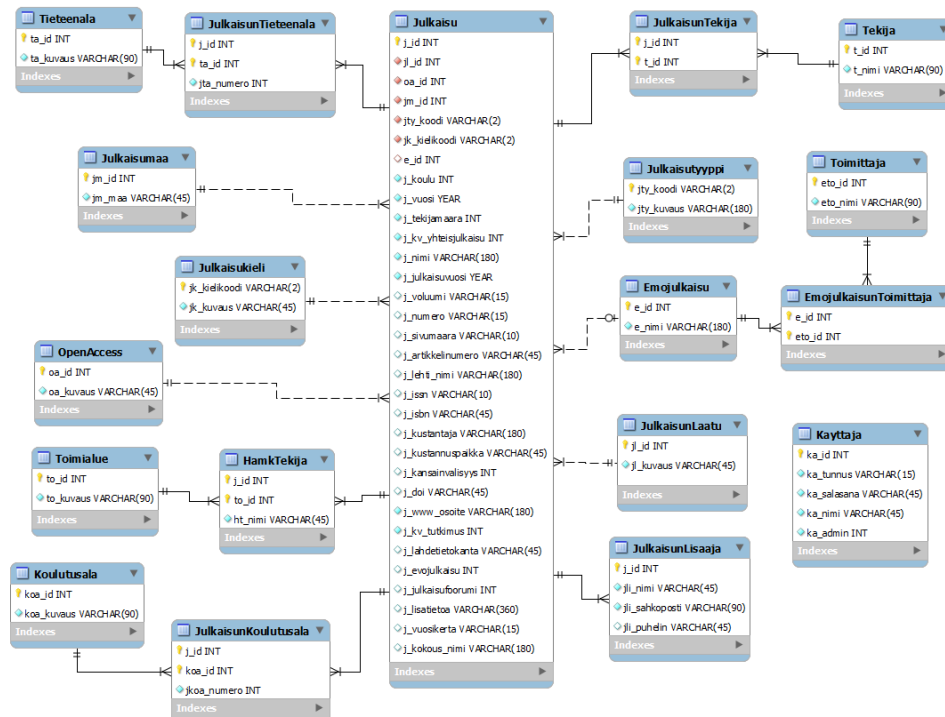 Tieteenala
ta_id INT
ta_kuvaus VARCHAR(90)
Indexes
JulkaisunTieteenala
j_id INT
ta_id INT
jta_numero INT
Indexes
Julkaisu
j_id INT
jl_id INT
oa_id INT
jm_id INT
jty_koodi VARCHAR(2)
jk_kielikoodi VARCHAR(2)
e_id INT
j_koulu INT
j_vuosi YEAR
j_tekijamaara INT
j_kv_yhteisjulkaisu INT
j_nimi VARCHAR(180)
j_julkaisuvuosi YEAR
j_voluumi VARCHAR(15)
j_numero VARCHAR(15)
j_sivumaara VARCHAR(10)
j_artikkelinumero VARCHAR(45)
j_lehti_nimi VARCHAR(180)
j_issn VARCHAR(10)
j_isbn VARCHAR(45)
j_kustantaja VARCHAR(180)
j_kustannuspaikka VARCHAR(45)
j_kansainvalisyys INT
j_doi VARCHAR(45)
j_www_osoite VARCHAR(180)
j_kv_tutkimus INT
j_lahdetietokanta VARCHAR(45)
j_evojulkaisu INT
j_julkaisufoorumi INT
j_lisatietoa VARCHAR(360)
j_vuosikerta VARCHAR(15)
j_kokous_nimi VARCHAR(180)
Indexes
JulkaisunTekija
j_id INT
t_id INT
Indexes
Tekija
t_id INT
t_nimi VARCHAR(90)
Indexes
Julkaisumaa
jm_id INT
jm_maa VARCHAR(45)
Indexes
Julkaisutyyppi
jty_koodi VARCHAR(2)
jty_kuvaus VARCHAR(180)
Indexes
Toimittaja
eto_id INT
eto_nimi VARCHAR(90)
Indexes
Julkaisukieli
jk_kielikoodi VARCHAR(2)
jk_kuvaus VARCHAR(45)
Indexes
Emojulkaisu
e_id INT
e_nimi VARCHAR(180)
Indexes
EmojulkaisunToimittaja
e_id INT
eto_id INT
Indexes
OpenAccess
oa_id INT
oa_kuvaus VARCHAR(45)
Indexes
Toimialue
to_id INT
to_kuvaus VARCHAR(90)
Indexes
HamkTekija
j_id INT
to_id INT
ht_nimi VARCHAR(45)
Indexes
JulkaisunLaatu
jl_id INT
jl_kuvaus VARCHAR(45)
Indexes
Kayttaja
ka_id INT
ka_tunnus VARCHAR(15)
ka_salasana VARCHAR(45)
ka_nimi VARCHAR(45)
ka_admin INT
Indexes
Koulutusala
koa_id INT
koa_kuvaus VARCHAR(90)
Indexes
JulkaisunKoulutusala
j_id INT
koa_id INT
jkoa_numero INT
Indexes
JulkaisunLisaaja
j_id INT
jli_nimi VARCHAR(45)
jli_sahkoposti VARCHAR(90)
jli_puhelin VARCHAR(45)
Indexes